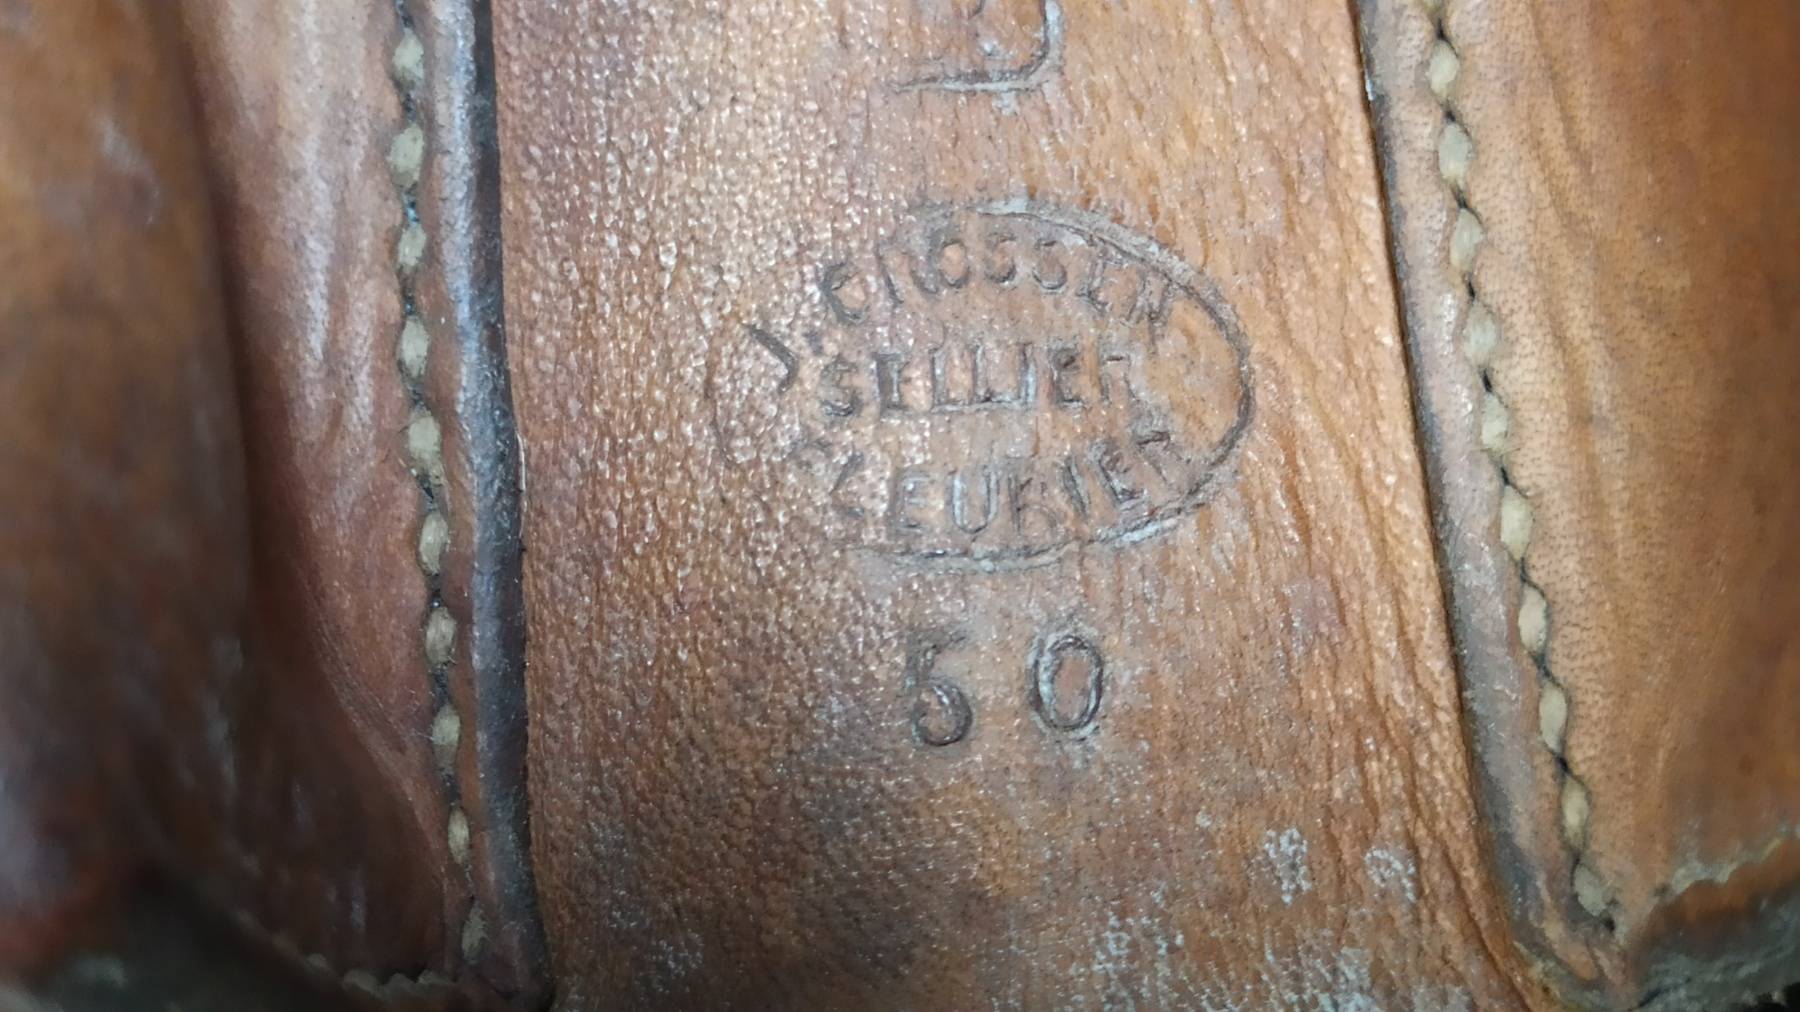 J. GROSSEN
SELLIER
FLEURIER
50